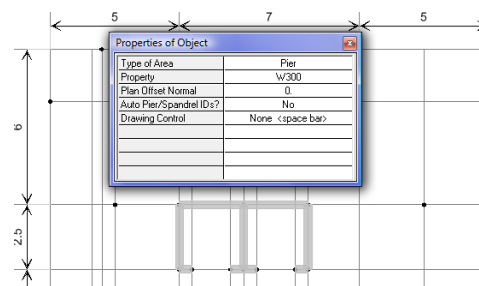 5 7 5
Properties of Object
Type of Area Pier
Property W300
Plan Offset Normal 0.
Auto Pier/Spandrel IDs? No
Drawing Control None <space bar>
6
2.5